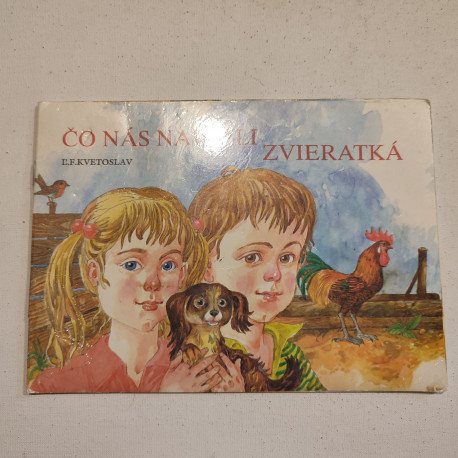 ČO NÁS
ZVIERATKÁ
Ľ.F.KVETOSLAV